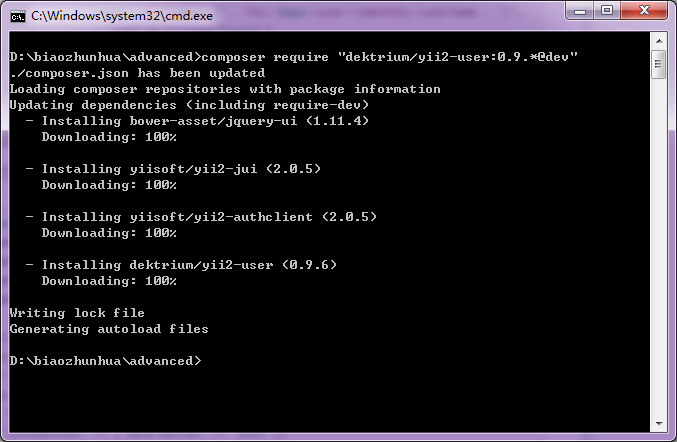 C:\Windows\system32\cmd.exe
D:\biaozhunhua\advanced>composer require "dektrium/yii2-user:0.9.*@dev"
./composer.json has been updated
Loading composer repositories with package information
Updating dependencies (including require-dev)
  - Installing bower-asset/jquery-ui (1.11.4)
    Downloading: 100%
  - Installing yiisoft/yii2-jui (2.0.5)
    Downloading: 100%
  - Installing yiisoft/yii2-authclient (2.0.5)
    Downloading: 100%
  - Installing dektrium/yii2-user (0.9.6)
    Downloading: 100%
Writing lock file
Generating autoload files
D:\biaozhunhua\advanced>